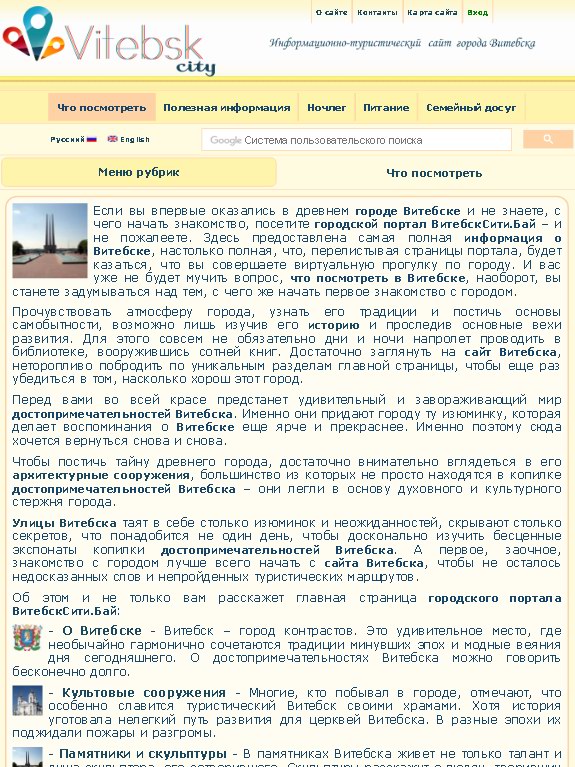 О сайте Контакты Карта сайта Вход
Vitebsk
city
Информационно-туристический сайт города Витебска
Что посмотреть Полезная информация Ночлег Питание Семейный досуг
Русский English
Google Система пользовательского поиска
Меню рубрик
Что посмотреть
Если вы впервые оказались в древнем городе Витебске и не знаете, с
чего начать знакомство, посетите городской портал ВитебскСити.Бай – и
не пожалеете. Здесь предоставлена самая полная информация о
Витебске, настолько полная, что, перелистывая страницы портала, будет
казаться, что вы совершаете виртуальную прогулку по городу. И вас
уже не будет мучить вопрос, что посмотреть в Витебске, наоборот, вы
станете задумываться над тем, с чего же начать первое знакомство с городом.
Прочувствовать атмосферу города, узнать его традиции и постичь основы
самобытности, возможно лишь изучив его историю и проследив основные вехи
развития. Для этого совсем не обязательно дни и ночи напролет проводить в
библиотеке, вооружившись сотней книг. Достаточно заглянуть на сайт Витебска,
неторопливо побродить по уникальным разделам главной страницы, чтобы еще раз
убедиться в том, насколько хорош этот город.
Перед вами во всей красе предстанет удивительный и завораживающий мир
достопримечательностей Витебска. Именно они придают городу ту изюминку, которая
делает воспоминания о Витебске еще ярче и прекраснее. Именно поэтому сюда
хочется вернуться снова и снова.
Чтобы постичь тайну древнего города, достаточно внимательно вглядеться в его
архитектурные сооружения, большинство из которых не просто находятся в копилке
достопримечательностей Витебска – они легли в основу духовного и культурного
стержня города.
Улицы Витебска таят в себе столько изюминок и неожиданностей, скрывают столько
секретов, что понадобится не один день, чтобы досконально изучить бесценные
экспонаты копилки достопримечательностей Витебска. А первое, заочное,
знакомство с городом лучше всего начать с сайта Витебска, чтобы не осталось
недосказанных слов и непройденных туристических маршрутов.
Об этом и не только вам расскажет главная страница городского портала
ВитебскСити.Бай:
- О Витебске - Витебск – город контрастов. Это удивительное место, где
необычайно гармонично сочетаются традиции минувших эпох и модные веяния
дня сегодняшнего. О достопримечательностях Витебска можно говорить
бесконечно долго.
- Культовые сооружения - Многие, кто побывал в городе, отмечают, что
особенно славится туристический Витебск своими храмами. Хотя история
уготовала нелегкий путь развития для церквей Витебска. В разные эпохи их
поджидали пожары и разгромы.
- Памятники и скульптуры - В памятниках Витебска живет не только талант и